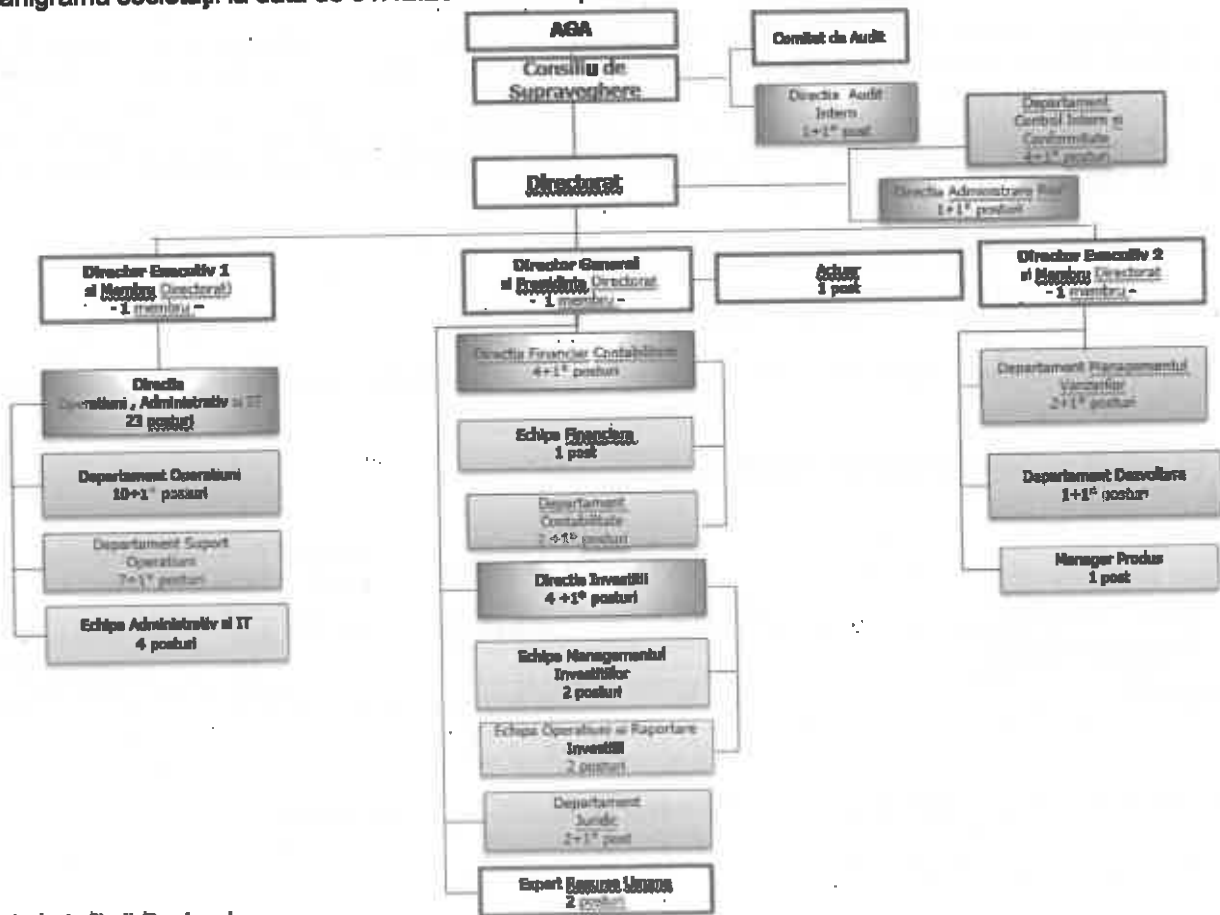 societății la data de
AGA
Comitet de Audit
Consiliu de
Supraveghere
Directia Audit
Intern
1+1* post
Departament
Control Intern si
Conformitate
4+1* posturi
Directorat
Directia Administrare Risc
1+1* posturi
Director Executiv 1
si Membru Directorat)
- 1 membru -
Director General
si Presedinte Directorat
- 1 membru -
Actuar
1 post
Director Executiv 2
si Membru Directorat
- 1 membru -
Directia Financiar Contabilitate
4+1* posturi
Departament Managementul
Vanzarilor
2+1* posturi
Directia
Operatiuni , Administrativ si IT
23 posturi
Echipa Financiara
1 post
Departament Operatiuni
10+1* posturi
Departament Dezvoltare
1+1* posturi
Departament
Contabilitate
2 +1* posturi
Departament Suport
Operatiuni
7+1* posturi
Manager Produs
1 post
Directia Investitii
4 +1* posturi
Echipa Administrativ si IT
4 posturi
Echipa Managementul
Investitiilor
2 posturi
Echipa Operatiuni si Raportare
Investitii
2 posturi
Departament
Juridic
2+1* post
Expert Resurse Umane
2 posturi